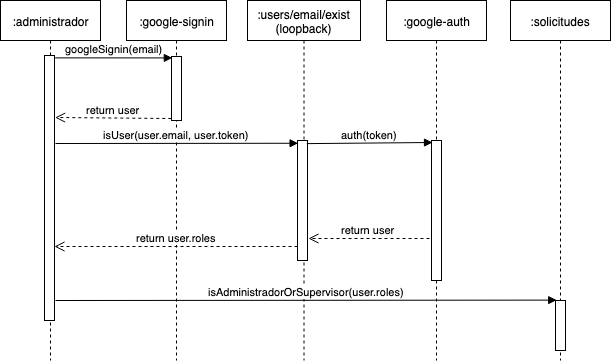 :administrador
:google-signin
:users/email/exist
(loopback)
:google-auth
:solicitudes
googleSignin(email)
return user
isUser(user.email, user.token)
auth(token)
return user
return user.roles
isAdministradorOrSupervisor(user.roles)